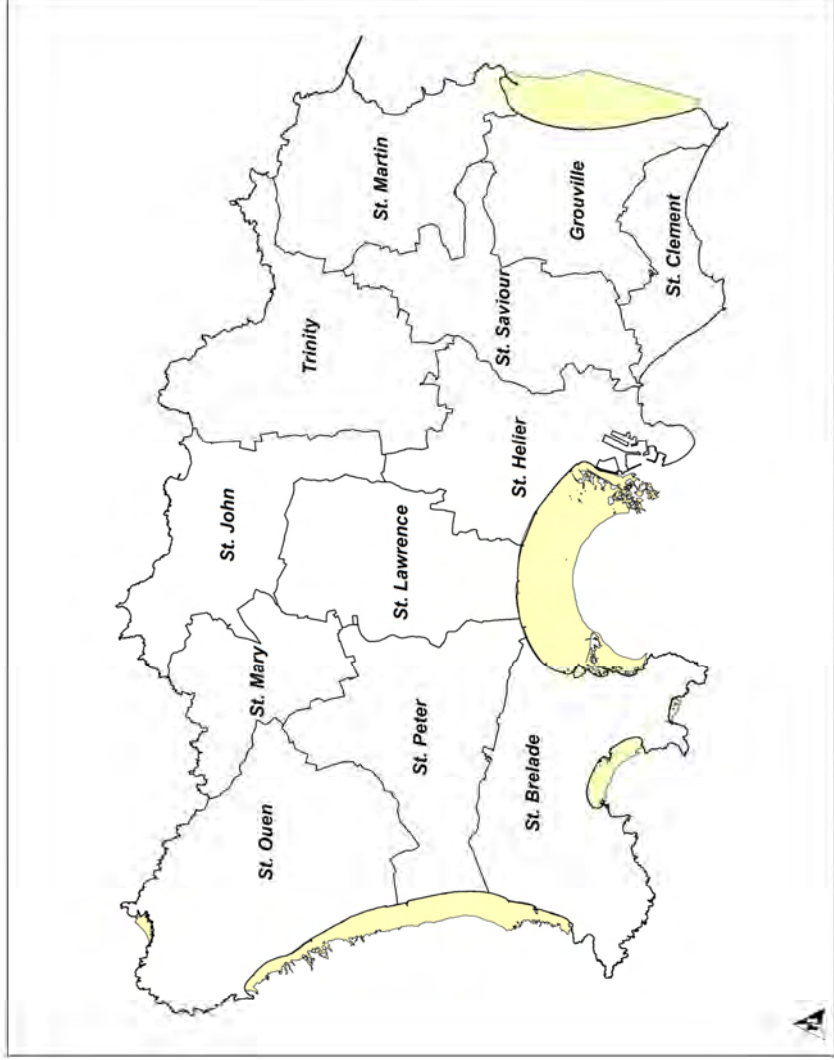 St. Ouen
St. Mary
St. John
Trinity
St. Martin
St. Peter
St. Lawrence
St. Helier
St. Saviour
Grouville
St. Brelade
St. Clement